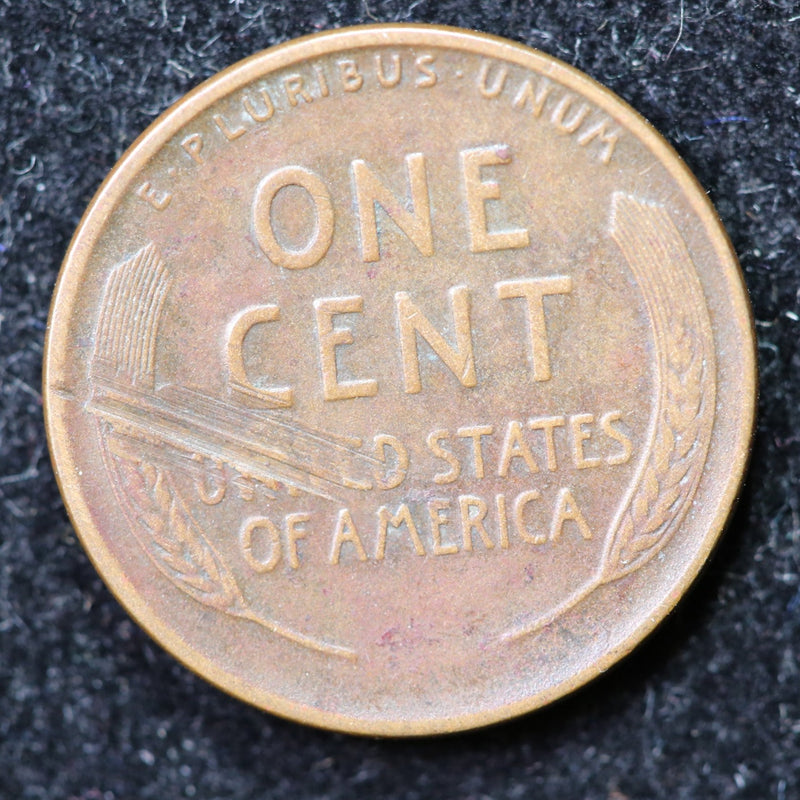 E · PLURIBUS · UNUM
ONE
CENT
STATES
OF AMERICA